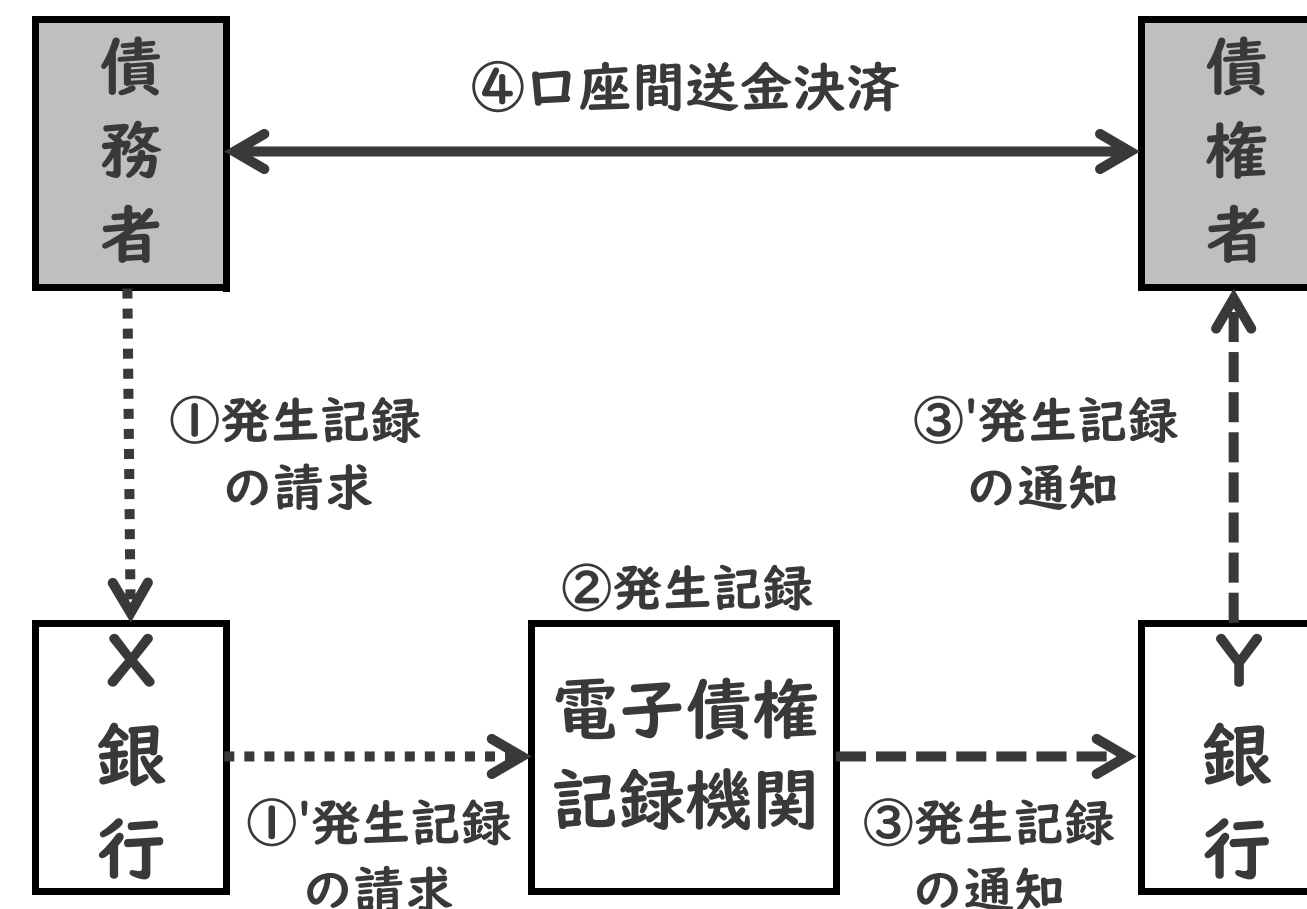 債務者
④口座間送金決済
債権者
①発生記録
の請求
③'発生記録
の通知
②発生記録
X銀行
電子債権
記録機関
Y銀行
①'発生記録
の請求
③発生記録
の通知